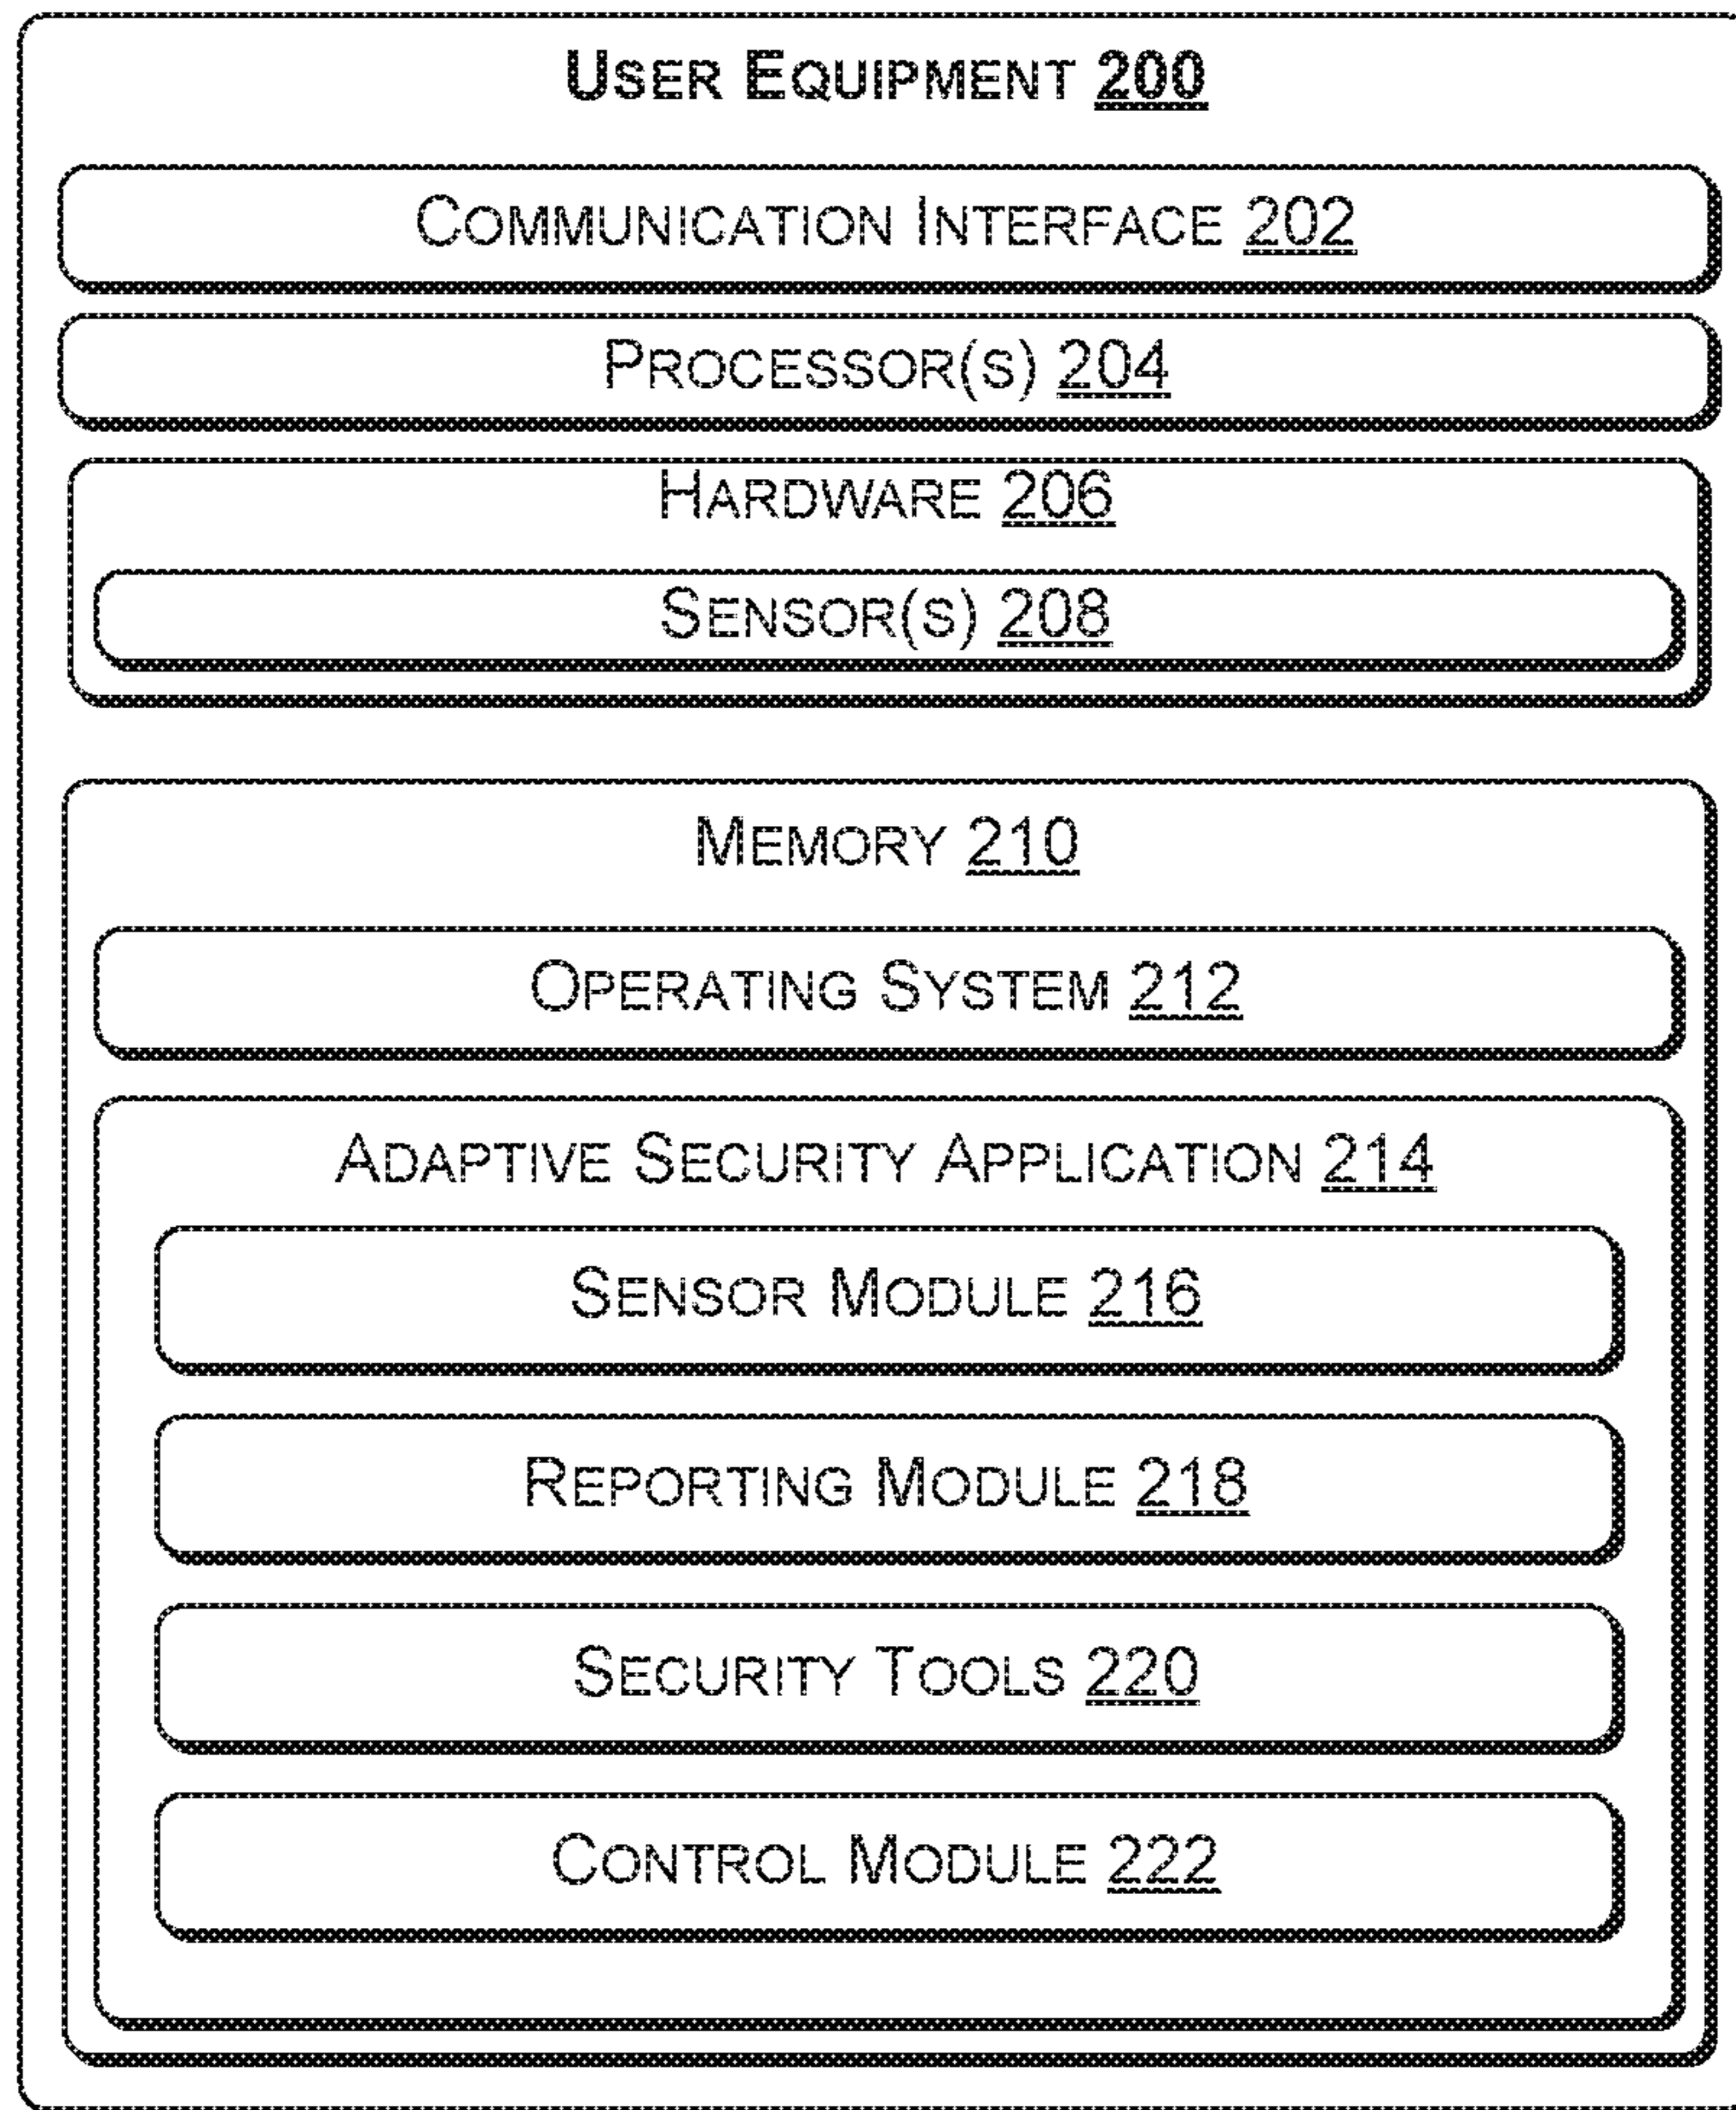 USER EQUIPMENT 200
COMMUNICATION INTERFACE 202
PROCESSOR(S) 204
HARDWARE 206
SENSOR(S) 208
MEMORY 210
OPERATING SYSTEM 212
ADAPTIVE SECURITY APPLICATION 214
SENSOR MODULE 216
REPORTING MODULE 218
SECURITY TOOLS 220
CONTROL MODULE 222